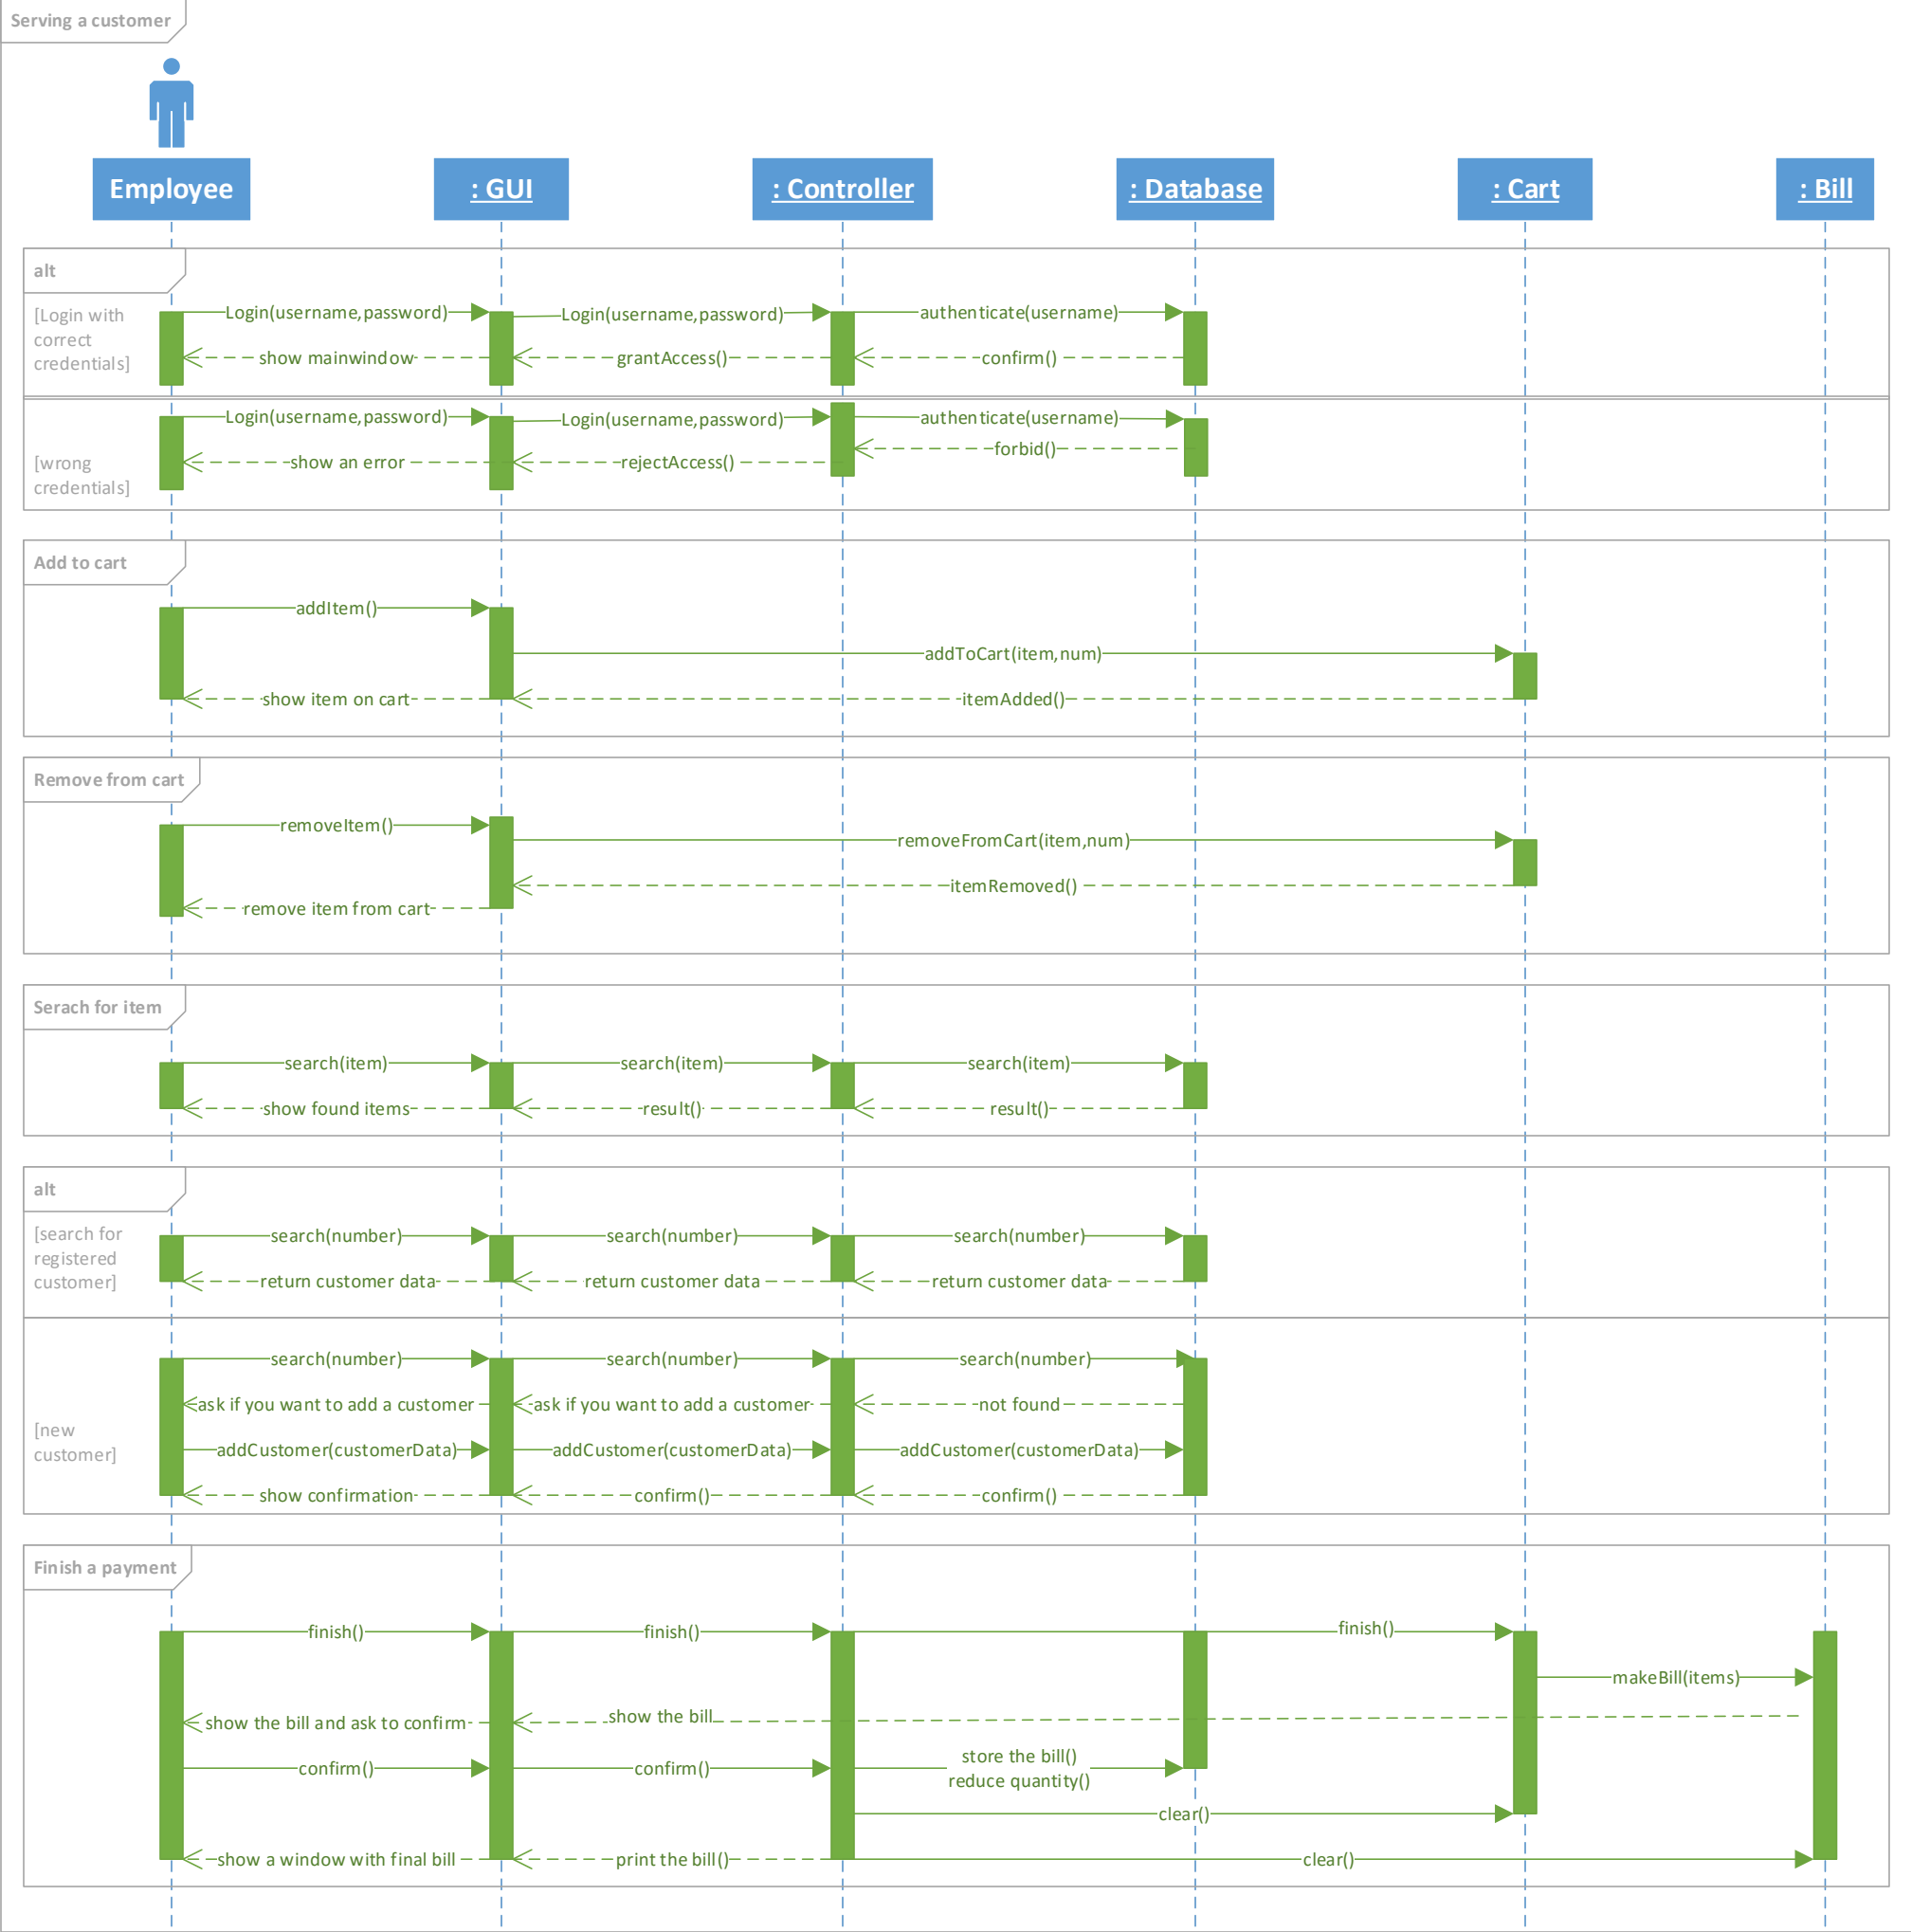 Serving a customer
Employee
: GUI
: Controller
: Database
: Cart
: Bill
alt
[Login with
correct
credentials]
Login(username,password)
Login(username,password)
authenticate(username)
show mainwindow
grantAccess()
confirm()
[wrong
credentials]
Login(username,password)
Login(username,password)
authenticate(username)
forbid()
show an error
rejectAccess()
Add to cart
addItem()
addToCart(item,num)
show item on cart
itemAdded()
Remove from cart
removeItem()
removeFromCart(item,num)
itemRemoved()
remove item from cart
Serach for item
search(item)
search(item)
search(item)
show found items
result()
result()
alt
[search for
registered
customer]
search(number)
search(number)
search(number)
return customer data
return customer data
return customer data
[new
customer]
search(number)
search(number)
search(number)
ask if you want to add a customer
ask if you want to add a customer
not found
addCustomer(customerData)
addCustomer(customerData)
addCustomer(customerData)
show confirmation
confirm()
confirm()
Finish a payment
finish()
finish()
finish()
makeBill(items)
show the bill and ask to confirm
show the bill
confirm()
confirm()
store the bill()
reduce quantity()
clear()
show a window with final bill
print the bill()
clear()